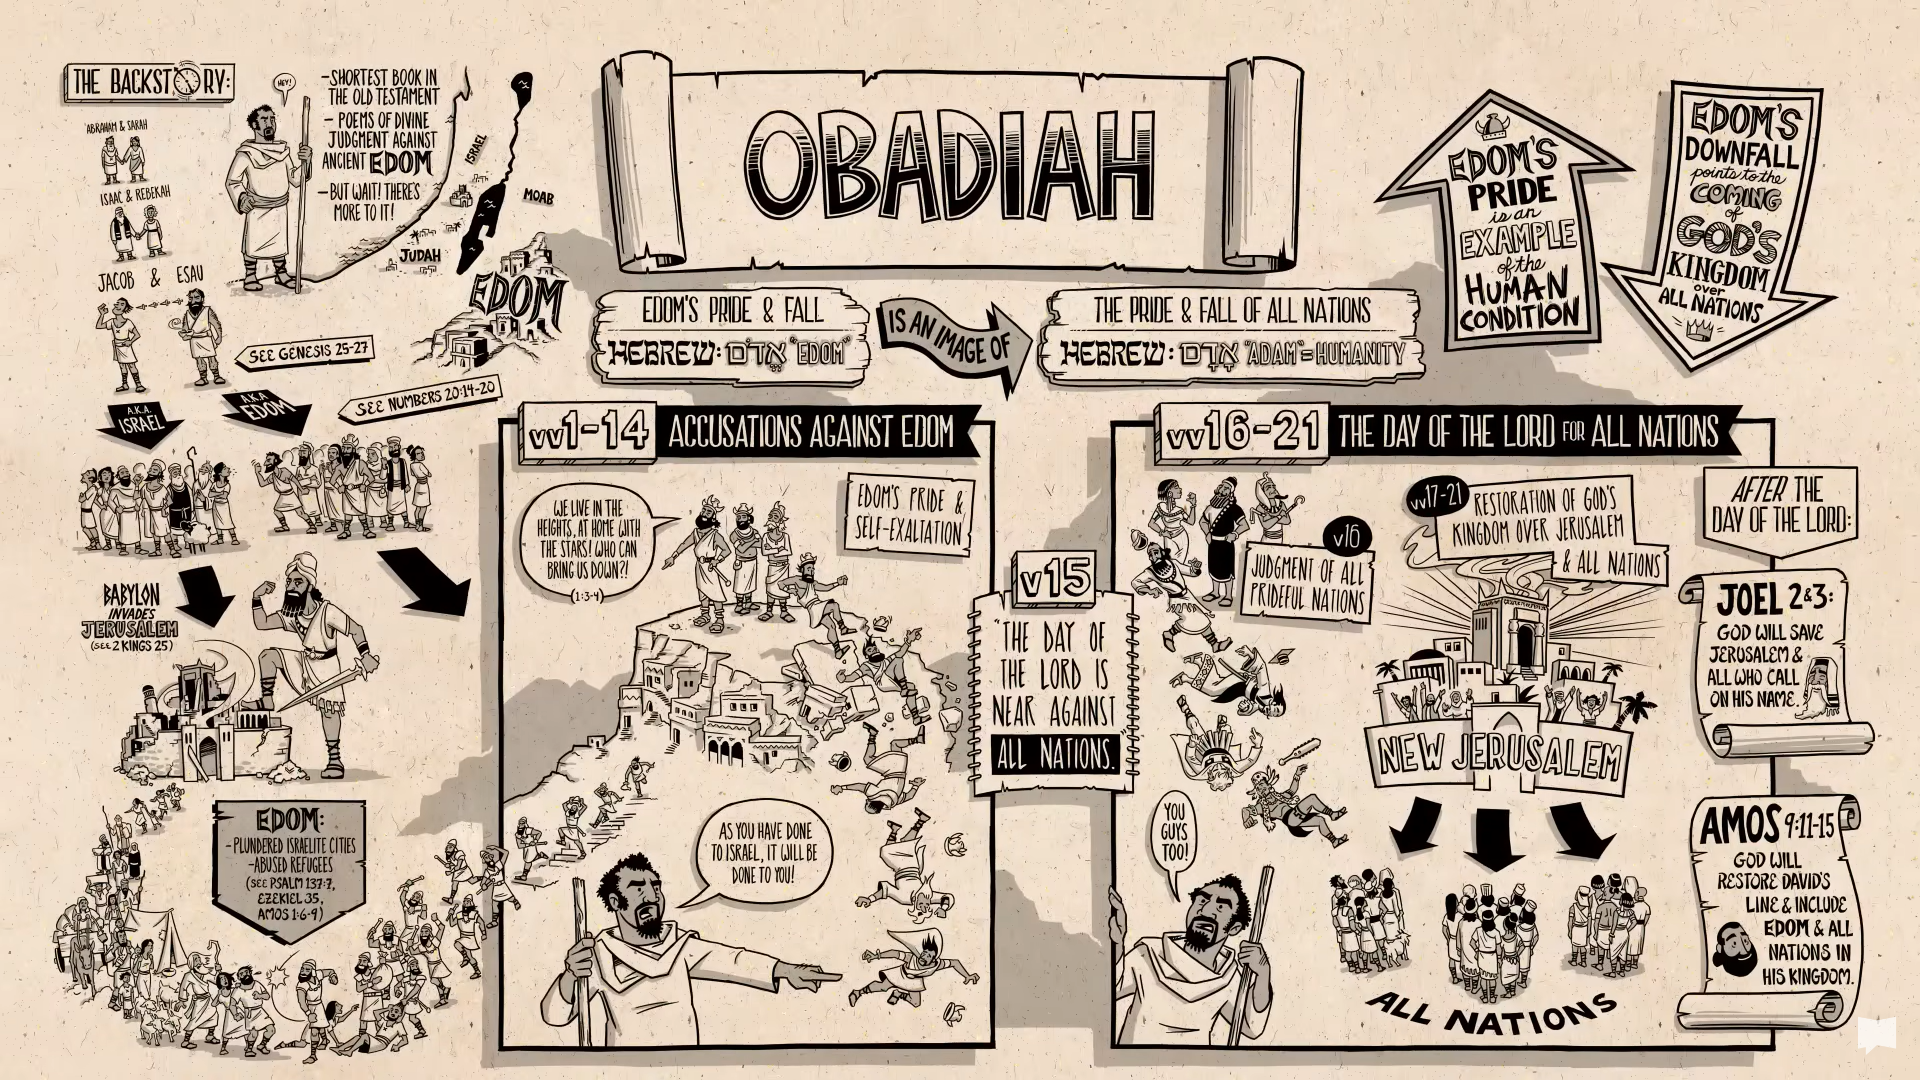 THE BACKSTORY:
HEY!
-SHORTEST BOOK IN
THE OLD TESTAMENT
- POEMS OF DIVINE
JUDGMENT AGAINST
ANCIENT EDOM
-BUT WAIT! THERE'S
MORE TO IT!
ABRAHAM & SARAH
ISAAC & REBEKAH
JACOB & ESAU
SEE GENESIS 25-27
A.K.A.
ISRAEL
A.K.A.
EDOM
SEE NUMBERS 20:14-20
ISRAEL
MOAB
JUDAH
EDOM
BABYLON
INVADES
JERUSALEM
(SEE 2 KINGS 25)
EDOM:
-PLUNDERED ISRAELITE CITIES
-ABUSED REFUGEES
(SEE PSALM 137:7,
EZEKIEL 35,
AMOS 1:6-9)
OBADIAH
EDOM'S PRIDE & FALL
HEBREW: אֱדֹם "EDOM"
IS AN IMAGE OF
THE PRIDE & FALL OF ALL NATIONS
HEBREW: אָדָם "ADAM"=HUMANITY
EDOM'S
PRIDE
is an
EXAMPLE
of the
HUMAN
CONDITION
EDOM'S
DOWNFALL
points to the
COMING
of
GOD'S
KINGDOM
over
ALL NATIONS
vv1-14 ACCUSATIONS AGAINST EDOM
WE LIVE IN THE
HEIGHTS, AT HOME WITH
THE STARS! WHO CAN
BRING US DOWN?!
(1:3-4)
EDOM'S PRIDE &
SELF-EXALTATION
AS YOU HAVE DONE
TO ISRAEL, IT WILL BE
DONE TO YOU!
v15
"THE DAY OF
THE LORD IS
NEAR AGAINST
ALL NATIONS."
vv16-21 THE DAY OF THE LORD FOR ALL NATIONS
v16
JUDGMENT OF ALL
PRIDEFUL NATIONS
YOU
GUYS
TOO!
vv17-21
RESTORATION OF GOD'S
KINGDOM OVER JERUSALEM
& ALL NATIONS
NEW JERUSALEM
ALL NATIONS
AFTER THE
DAY OF THE LORD:
JOEL 2&3:
GOD WILL SAVE
JERUSALEM &
ALL WHO CALL
ON HIS NAME.
AMOS 9:11-15
GOD WILL
RESTORE DAVID'S
LINE & INCLUDE
EDOM & ALL
NATIONS IN
HIS KINGDOM.